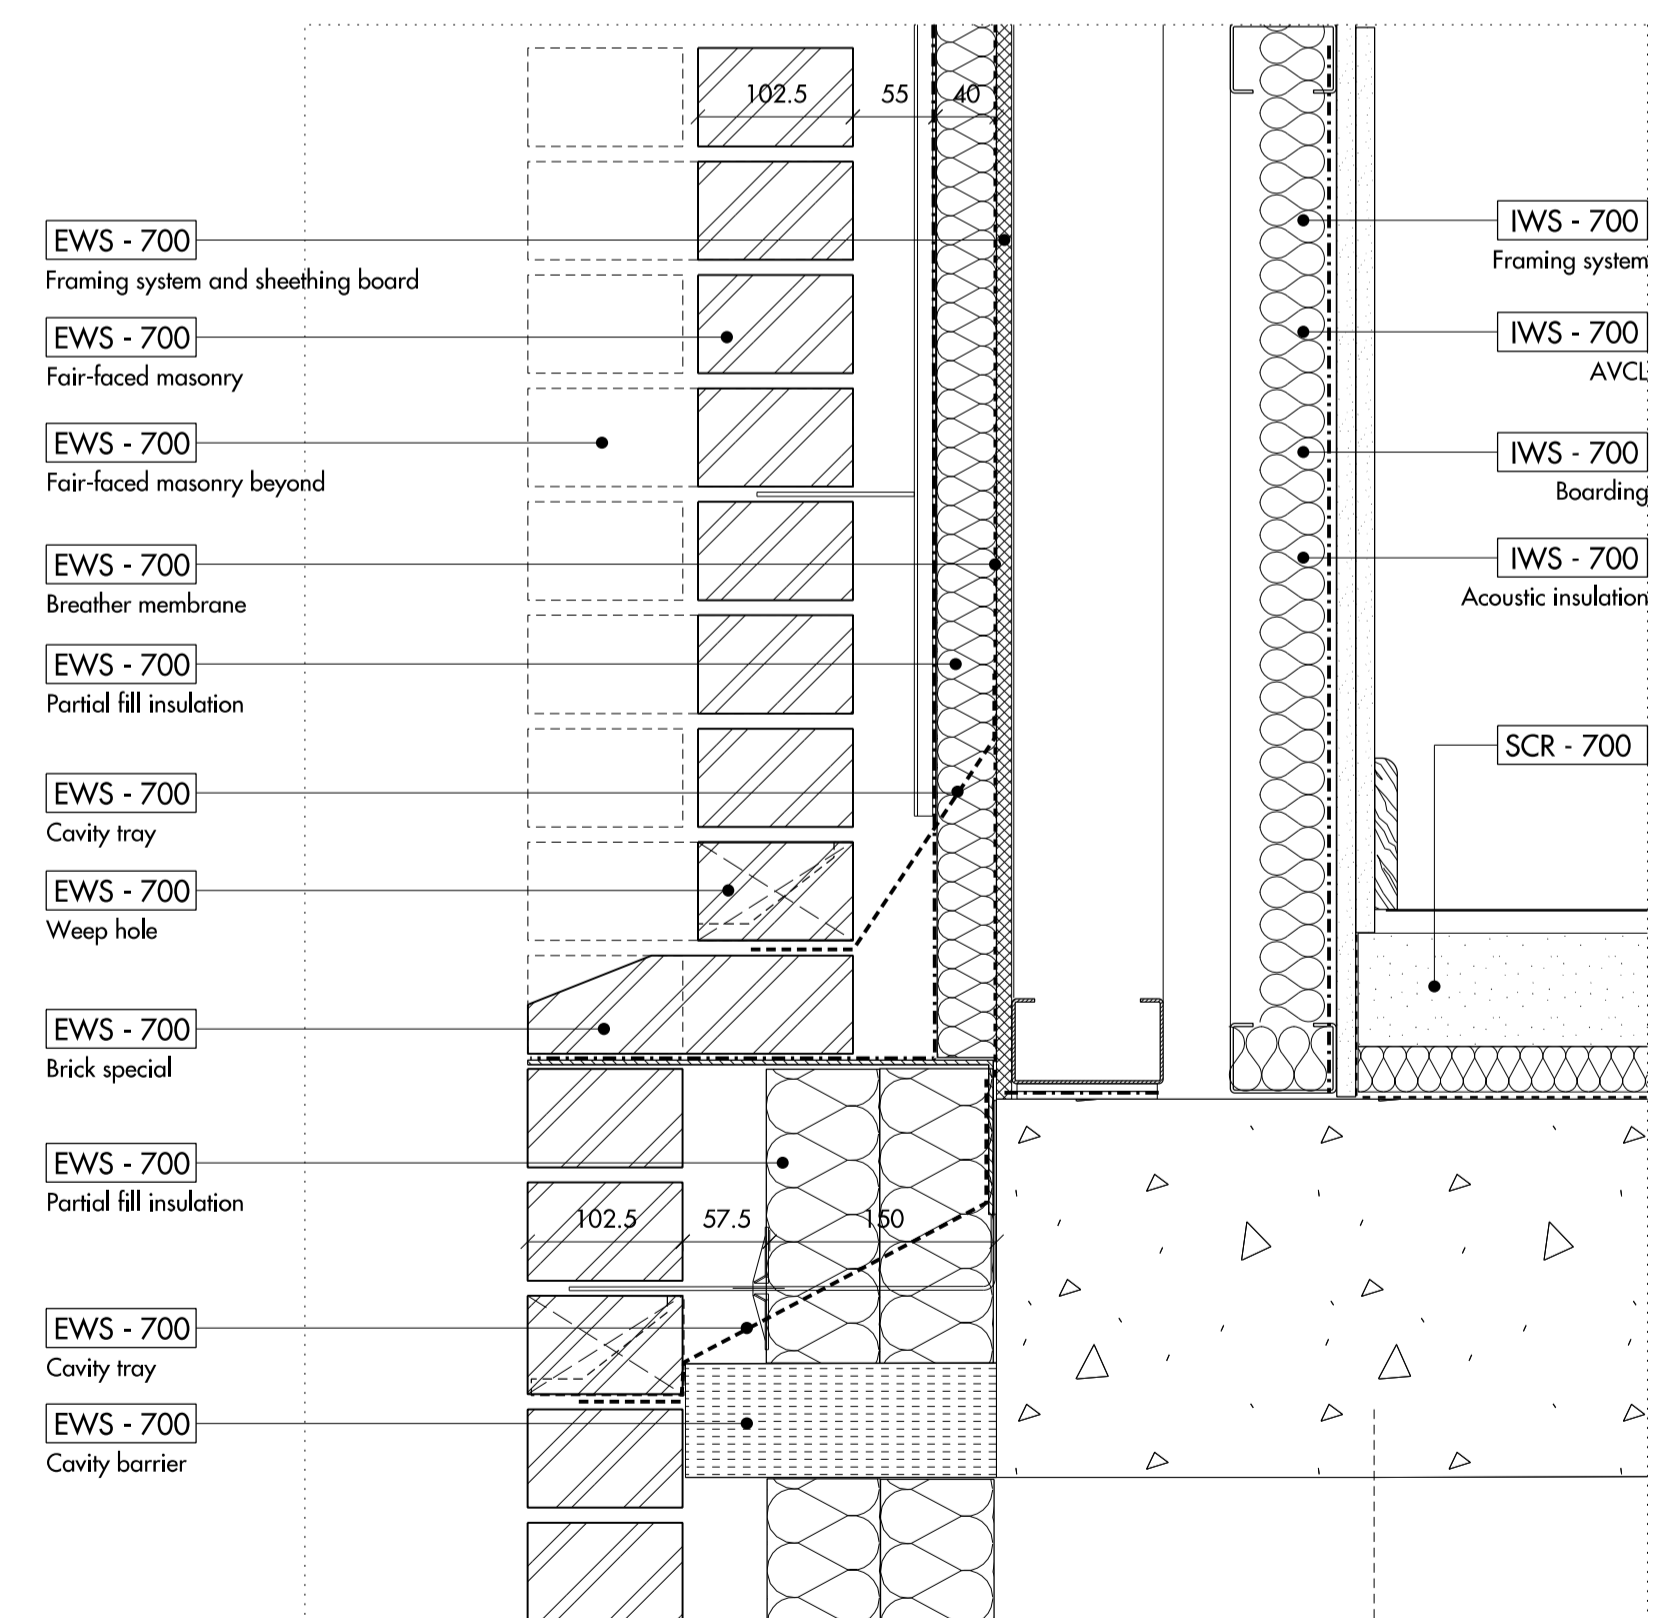 102.5 55 40
EWS - 700
Framing system and sheething board
EWS - 700
Fair-faced masonry
EWS - 700
Fair-faced masonry beyond
EWS - 700
Breather membrane
EWS - 700
Partial fill insulation
EWS - 700
Cavity tray
EWS - 700
Weep hole
EWS - 700
Brick special
EWS - 700
Partial fill insulation
102.5 57.5 150
EWS - 700
Cavity tray
EWS - 700
Cavity barrier
IWS - 700
Framing system
IWS - 700
AVCL
IWS - 700
Boarding
IWS - 700
Acoustic insulation
SCR - 700